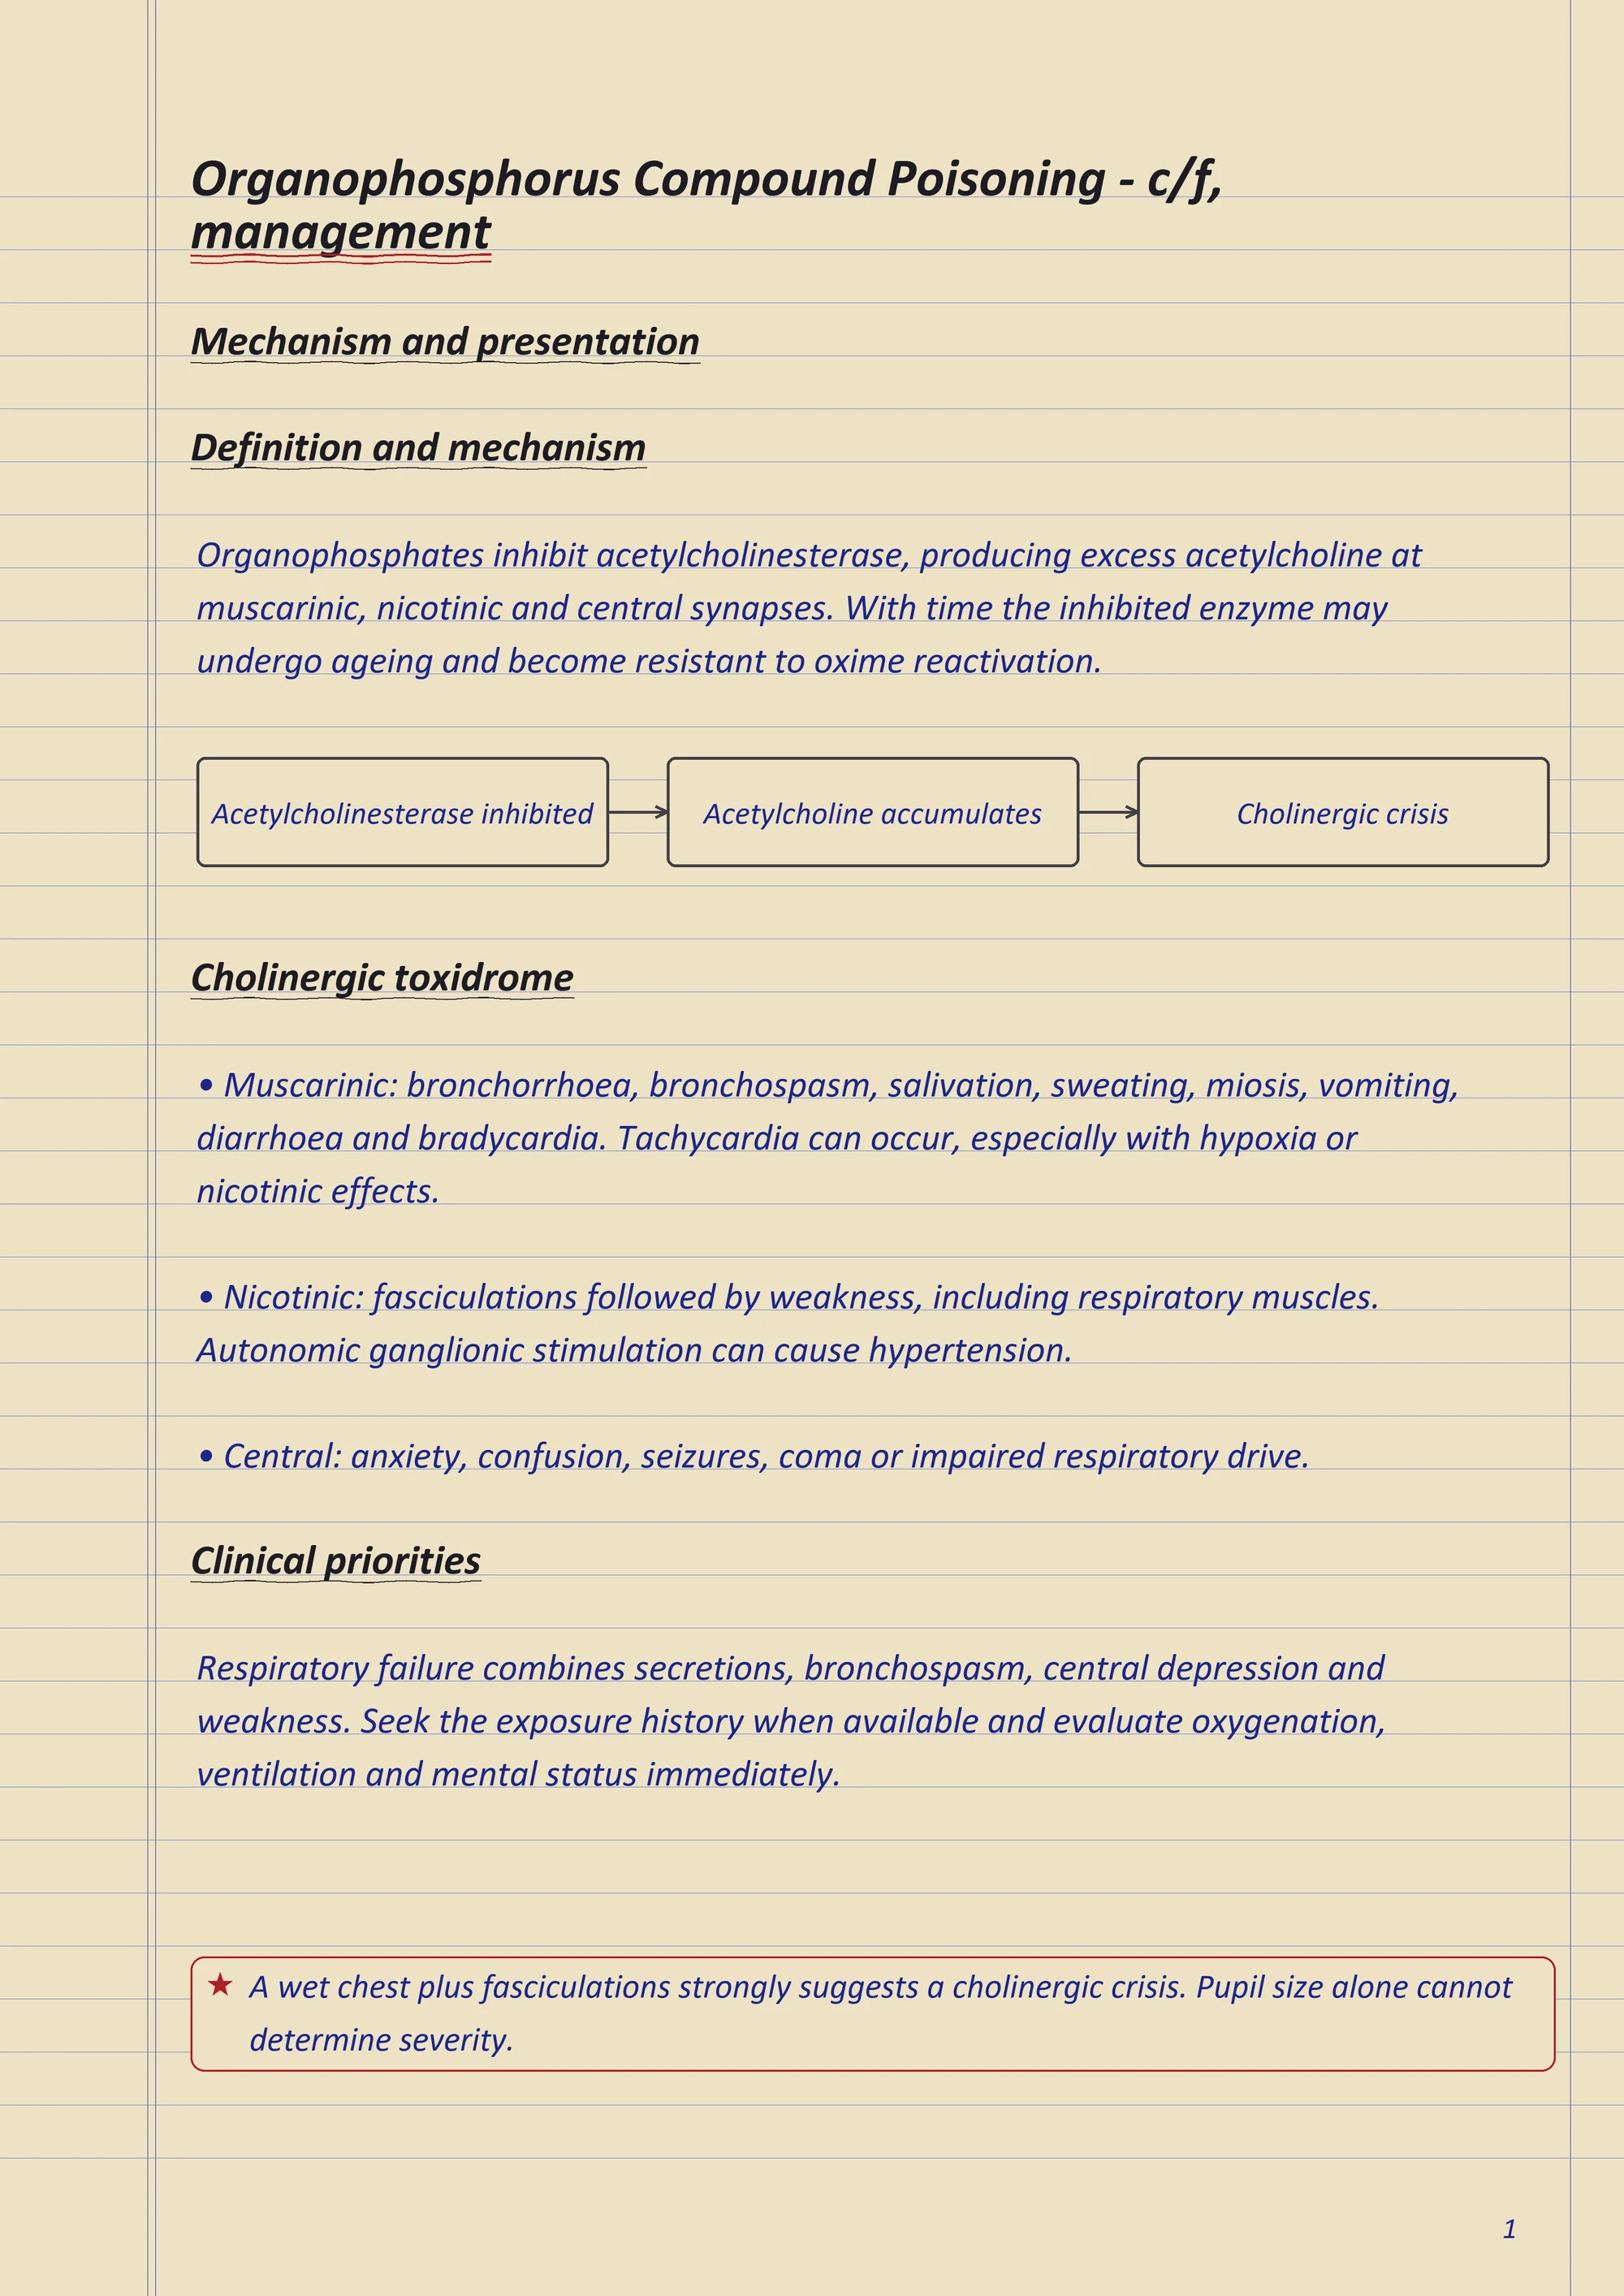 Organophosphorus Compound Poisoning - c/f,
management
Mechanism and presentation
Definition and mechanism
Organophosphates inhibit acetylcholinesterase, producing excess acetylcholine at
muscarinic, nicotinic and central synapses. With time the inhibited enzyme may
undergo ageing and become resistant to oxime reactivation.
Acetylcholinesterase inhibited
Acetylcholine accumulates
Cholinergic crisis
Cholinergic toxidrome
• Muscarinic: bronchorrhoea, bronchospasm, salivation, sweating, miosis, vomiting,
diarrhoea and bradycardia. Tachycardia can occur, especially with hypoxia or
nicotinic effects.
• Nicotinic: fasciculations followed by weakness, including respiratory muscles.
Autonomic ganglionic stimulation can cause hypertension.
• Central: anxiety, confusion, seizures, coma or impaired respiratory drive.
Clinical priorities
Respiratory failure combines secretions, bronchospasm, central depression and
weakness. Seek the exposure history when available and evaluate oxygenation,
ventilation and mental status immediately.
★ A wet chest plus fasciculations strongly suggests a cholinergic crisis. Pupil size alone cannot
determine severity.
1